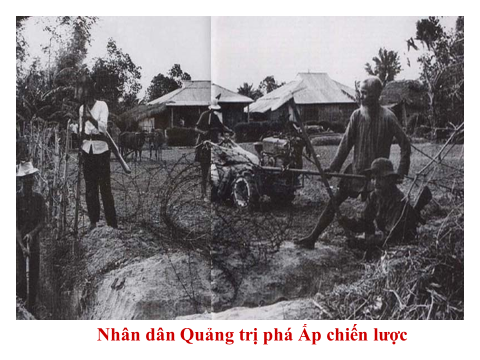 Nhân dân Quảng trị phá Ấp chiến lược